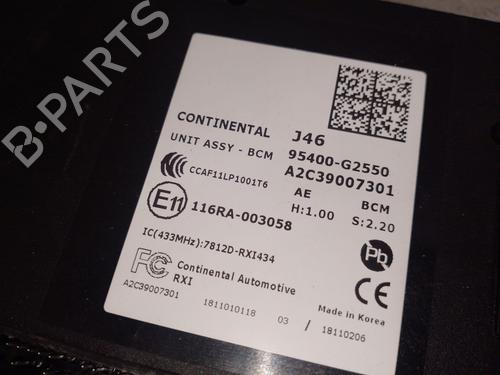 B-PARTS
CONTINENTAL J46
UNIT ASSY - BCM 95400-G2550
A2C39007301
CCAF11LP1001T6 AE BCM
H:1.00 S:2.20
E11 116RA-003058
IC(433MHz):7812D-RXI434
Pb
FC Continental Automotive
RXI
CE
A2C39007301 1811010118 03 / 18110206
Made in Korea